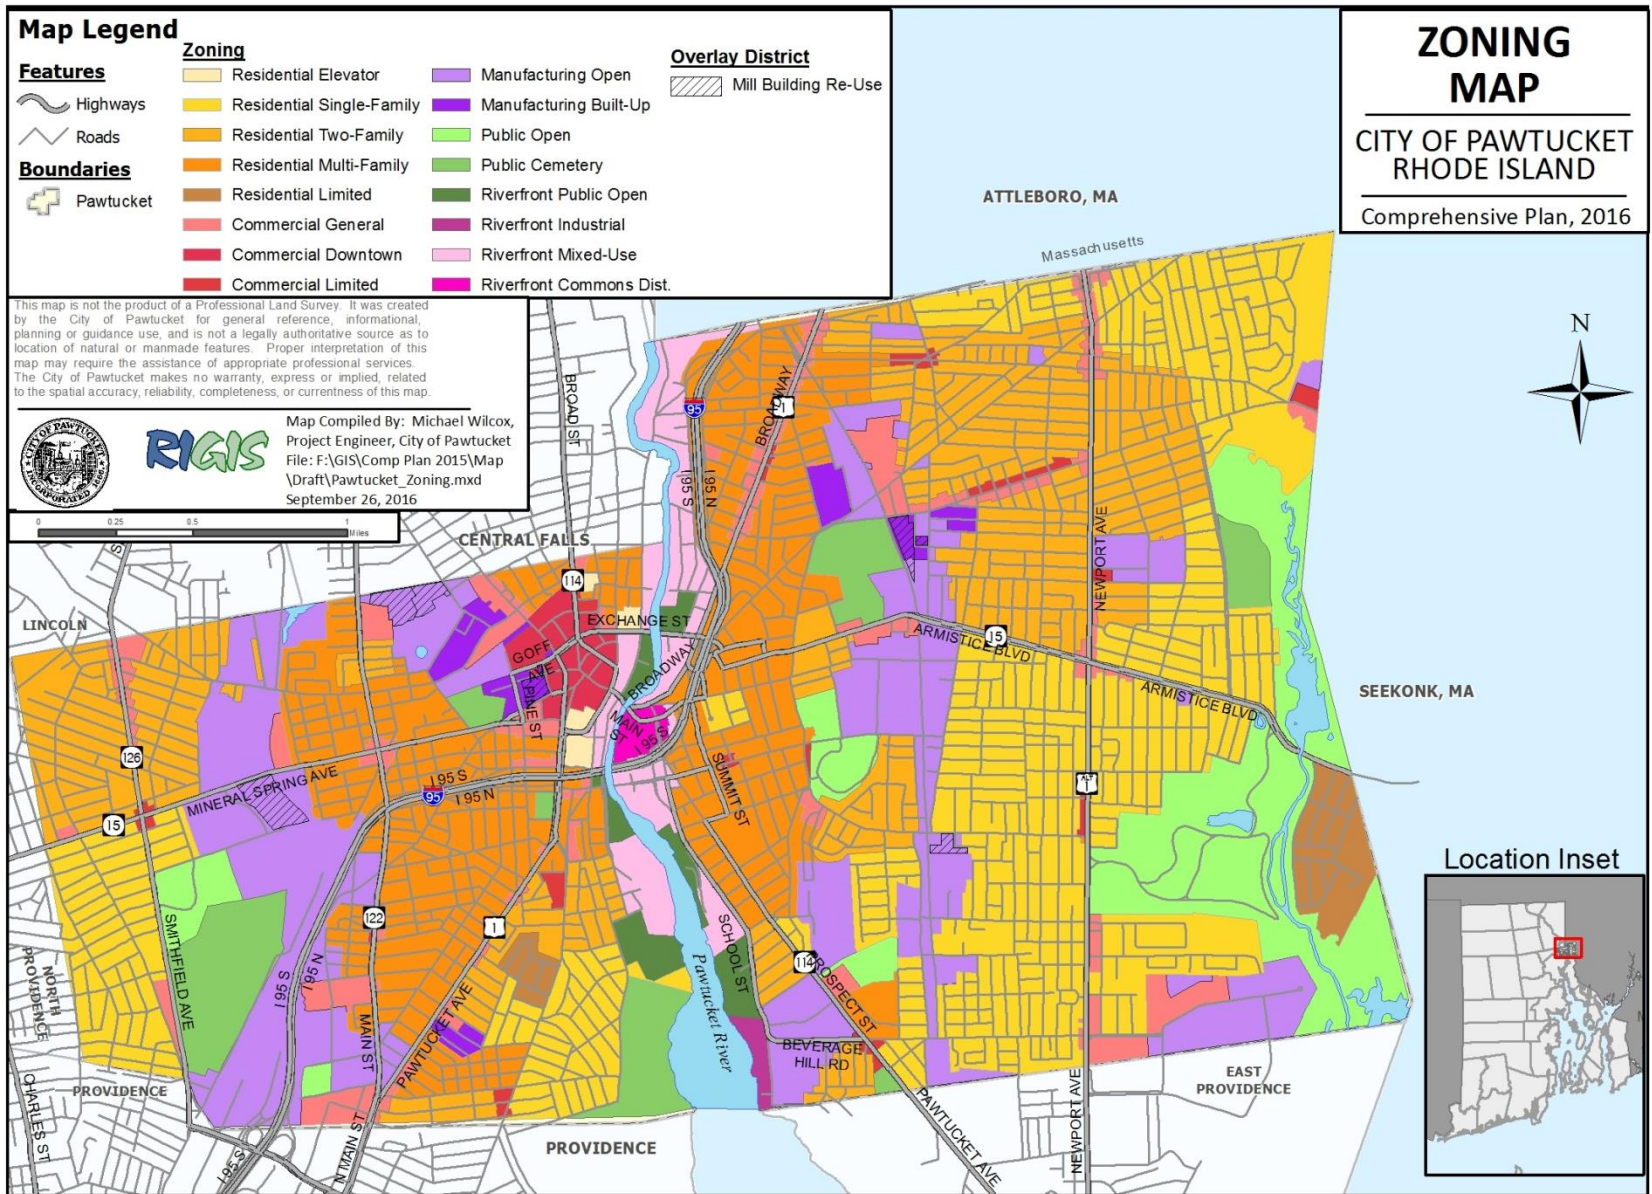 Map Legend
Features
Highways
Roads
Boundaries
Pawtucket
Zoning
Residential Elevator
Residential Single-Family
Residential Two-Family
Residential Multi-Family
Residential Limited
Commercial General
Commercial Downtown
Commercial Limited
Manufacturing Open
Manufacturing Built-Up
Public Open
Public Cemetery
Riverfront Public Open
Riverfront Industrial
Riverfront Mixed-Use
Riverfront Commons Dist.
Overlay District
Mill Building Re-Use
ZONING
MAP
CITY OF PAWTUCKET
RHODE ISLAND
Comprehensive Plan, 2016
This map is not the product of a Professional Land Survey. It was created
by the City of Pawtucket for general reference, informational,
planning or guidance use, and is not a legally authoritative source as to
location of natural or manmade features. Proper interpretation of this
map may require the assistance of appropriate professional services.
The City of Pawtucket makes no warranty, express or implied, related
to the spatial accuracy, reliability, completeness, or currentness of this map.
CITY OF PAWTUCKET
INCORPORATED 1886
RIGIS
Map Compiled By: Michael Wilcox,
Project Engineer, City of Pawtucket
File: F:\GIS\Comp Plan 2015\Map
\Draft\Pawtucket_Zoning.mxd
September 26, 2016
0 0.25 0.5 1
Miles
ATTLEBORO, MA
Massachusetts
N
BROAD ST
95
BROADWAY
1
I 95 S
I 95 N
CENTRAL FALLS
NEWPORT AVE
114
LINCOLN
EXCHANGE ST
GOFF
AVE
15
ARMISTICE BLVD
BROADWAY
PINE ST
ARMISTICE BLVD
SEEKONK, MA
MAIN
ST
I 95 S
126
I 95 S
95
I 95 N
MINERAL SPRING AVE
15
SUMMIT ST
ALT
1
Location Inset
122
1
SMITHFIELD AVE
SCHOOL ST
114
PROSPECT ST
NORTH
PROVIDENCE
I 95 S
I 95 N
Pawtucket River
MAIN ST
PAWTUCKET AVE
BEVERAGE
HILL RD
PROVIDENCE
CHARLES ST
EAST
PROVIDENCE
NEWPORT AVE
PAWTUCKET AVE
N MAIN ST
I 95 S
PROVIDENCE